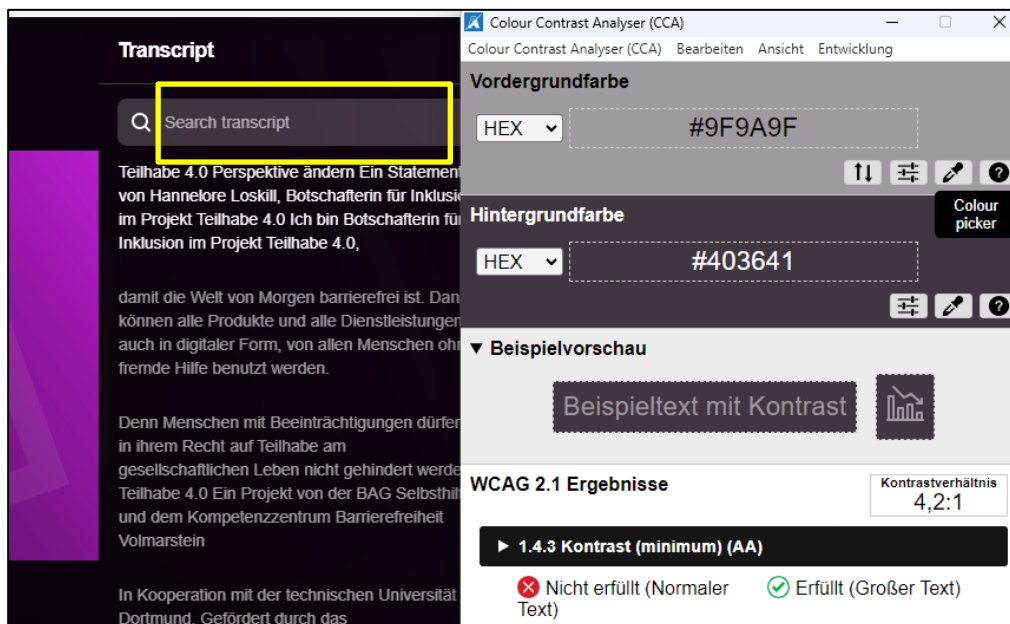 Transcript
Search transcript
Teilhabe 4.0 Perspektive ändern Ein Statement
von Hannelore Loskill, Botschafterin für
im Projekt Teilhabe 4.0 Ich bin Botschafterin für
Inklusion im Projekt Teilhabe 4.0,
damit die Welt von Morgen barrierefrei ist.
können alle Produkte und alle Dienstleistungen
auch in digitaler Form, von allen Menschen
fremde Hilfe benutzt werden.
Denn Menschen mit Beeinträchtigungen
in ihrem Recht auf Teilhabe am
gesellschaftlichen Leben nicht gehindert
Teilhabe 4.0 Ein Projekt von der BAG
und dem Kompetenzzentrum Barrierefreiheit
Volmarstein
In Kooperation mit der technischen Universität
Dortmund. Gefördert durch das
Colour Contrast Analyser (CCA)
Colour Contrast Analyser (CCA) Bearbeiten Ansicht Entwicklung
Vordergrundfarbe
HEX #9F9A9F
Colour
picker
Hintergrundfarbe
HEX #403641
▼ Beispielvorschau
Beispieltext mit Kontrast
WCAG 2.1 Ergebnisse
Kontrastverhältnis
4,2:1
▶ 1.4.3 Kontrast (minimum) (AA)
Nicht erfüllt (Normaler
Text)
Erfüllt (Großer Text)